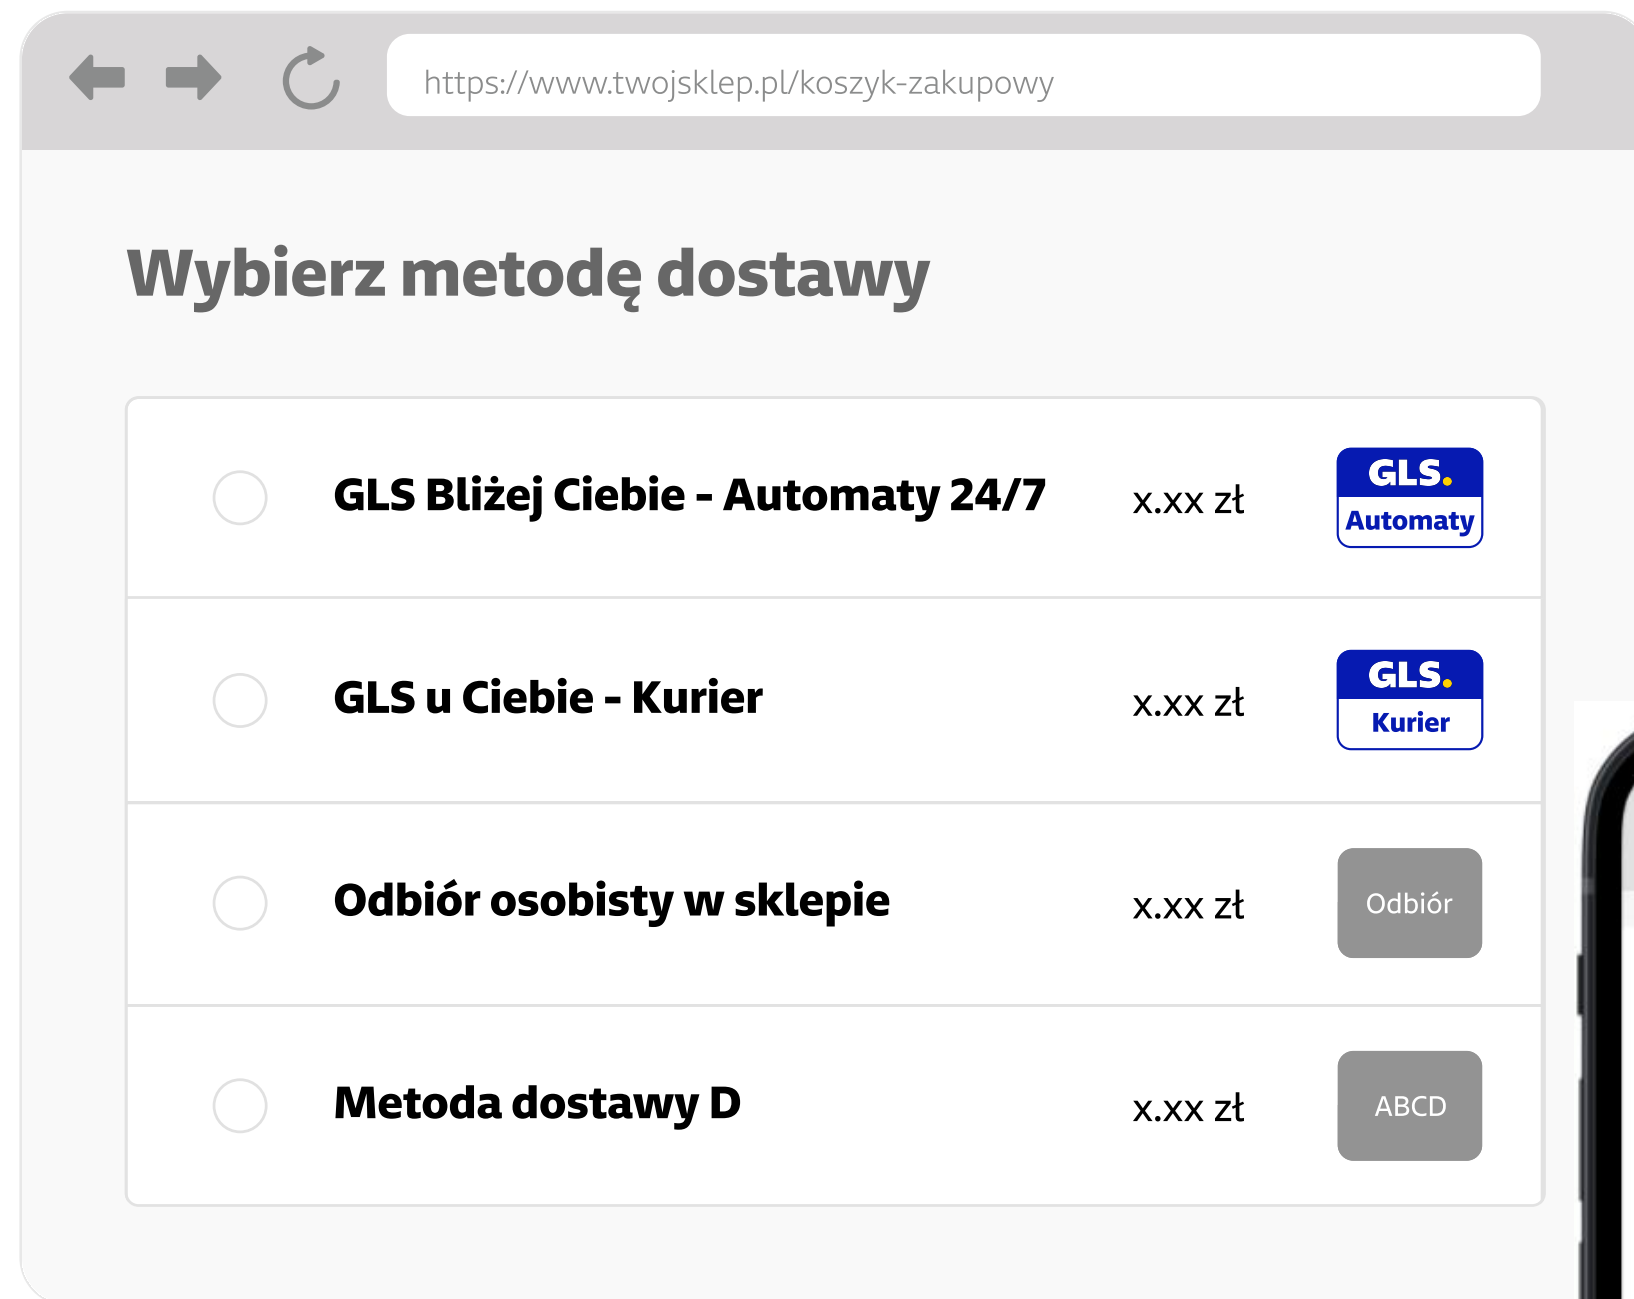 https://www.twojsklep.pl/koszyk-zakupowy
Wybierz metodę dostawy
GLS Bliżej Ciebie - Automaty 24/7 x.xx zł GLS. Automaty
GLS u Ciebie - Kurier x.xx zł GLS. Kurier
Odbiór osobisty w sklepie x.xx zł Odbiór
Metoda dostawy D x.xx zł ABCD